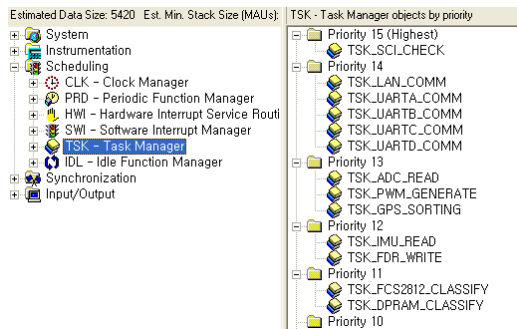 Estimated Data Size: 5420 Est. Min. Stack Size (MAUs):
System
Instrumentation
Scheduling
CLK - Clock Manager
PRD - Periodic Function Manager
HWI - Hardware Interrupt Service Routi
SWI - Software Interrupt Manager
TSK - Task Manager
IDL - Idle Function Manager
Synchronization
Input/Output
TSK - Task Manager objects by priority
Priority 15 (Highest)
TSK_SCI_CHECK
Priority 14
TSK_LAN_COMM
TSK_UARTA_COMM
TSK_UARTB_COMM
TSK_UARTC_COMM
TSK_UARTD_COMM
Priority 13
TSK_ADC_READ
TSK_PWM_GENERATE
TSK_GPS_SORTING
Priority 12
TSK_IMU_READ
TSK_FDR_WRITE
Priority 11
TSK_FCS2812_CLASSIFY
TSK_DPRAM_CLASSIFY
Priority 10